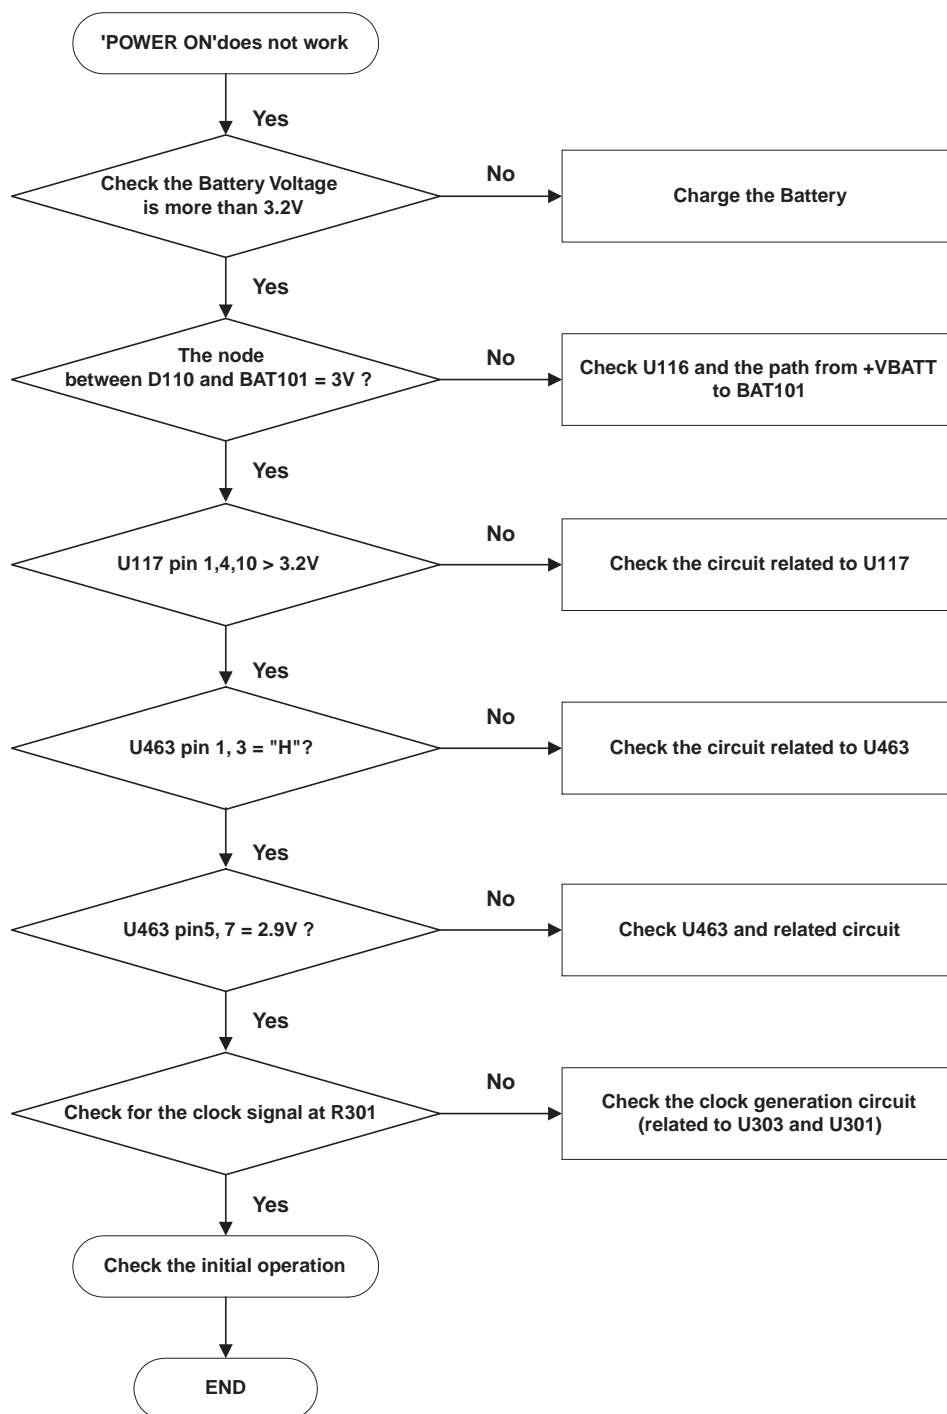 'POWER ON'does not work
Yes
Check the Battery Voltage
is more than 3.2V
No
Charge the Battery
Yes
The node
between D110 and BAT101 = 3V ?
No
Check U116 and the path from +VBATT
to BAT101
Yes
U117 pin 1,4,10 > 3.2V
No
Check the circuit related to U117
Yes
U463 pin 1, 3 = "H"?
No
Check the circuit related to U463
Yes
U463 pin5, 7 = 2.9V ?
No
Check U463 and related circuit
Yes
Check for the clock signal at R301
No
Check the clock generation circuit
(related to U303 and U301)
Yes
Check the initial operation
END